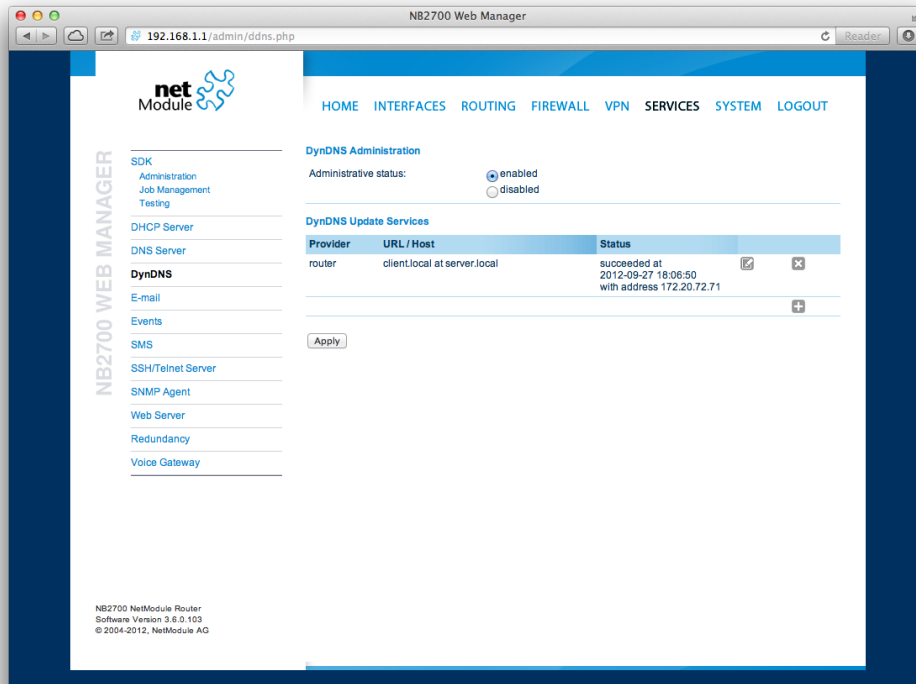 NB2700 Web Manager
192.168.1.1/admin/ddns.php
Reader
net
Module
HOME INTERFACES ROUTING FIREWALL VPN SERVICES SYSTEM LOGOUT
NB2700 WEB MANAGER
SDK
Administration
Job Management
Testing
DHCP Server
DNS Server
DynDNS
E-mail
Events
SMS
SSH/Telnet Server
SNMP Agent
Web Server
Redundancy
Voice Gateway
DynDNS Administration
Administrative status: enabled
disabled
DynDNS Update Services
Provider URL / Host Status
router client.local at server.local succeeded at
2012-09-27 18:06:50
with address 172.20.72.71
Apply
NB2700 NetModule Router
Software Version 3.6.0.103
© 2004-2012, NetModule AG